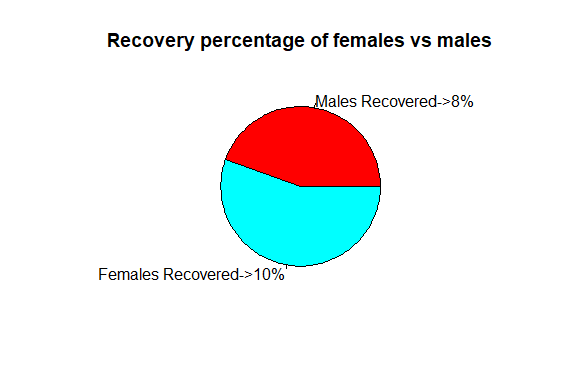 Recovery percentage of females vs males
Males Recovered->8%
Females Recovered->10%